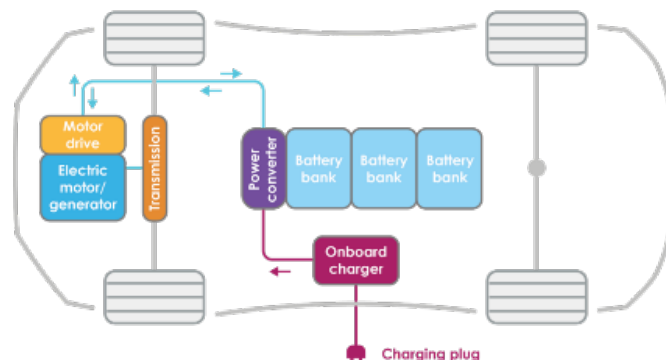 Motor
drive
Electric
motor/
generator
Transmission
Power
converter
Battery
bank
Battery
bank
Battery
bank
Onboard
charger
Charging plug